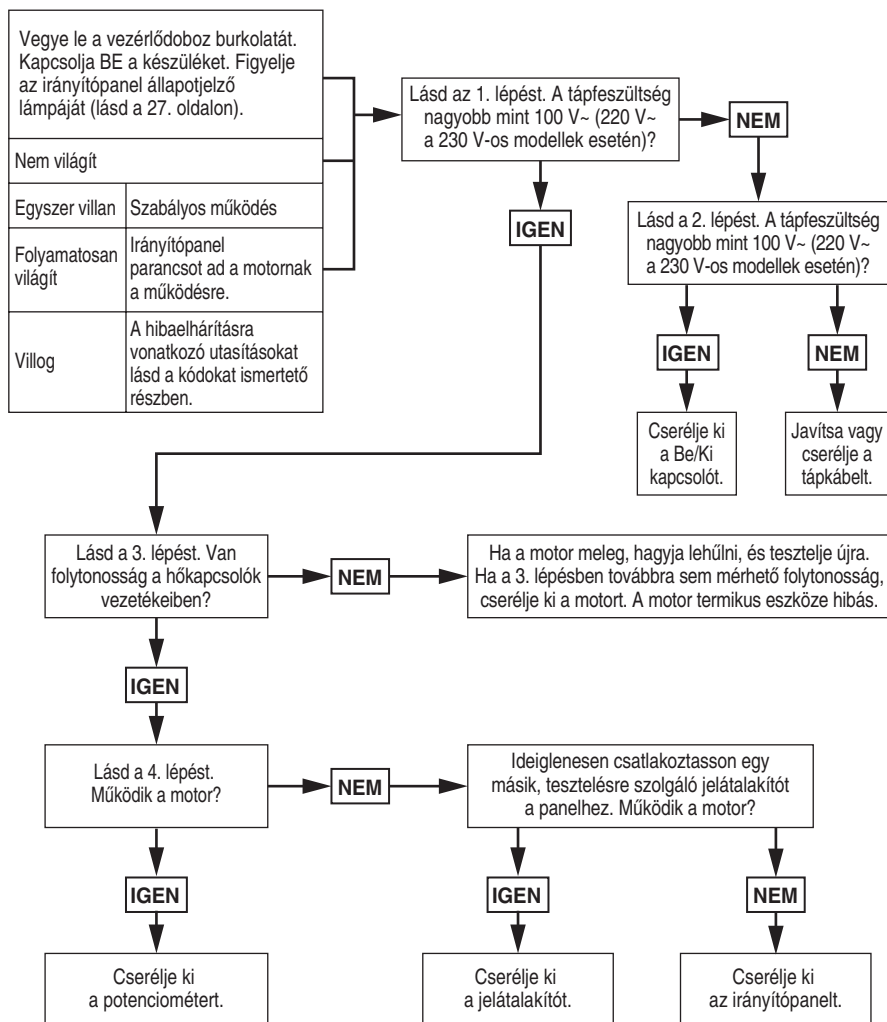 Vegye le a vezérlődoboz burkolatát.
Kapcsolja BE a készüléket. Figyelje
az irányítópanel állapotjelző
lámpáját (lásd a 27. oldalon).
Nem világít
Egyszer villan
Szabályos működés
Folyamatosan
világít
Irányítópanel
parancsot ad a motornak
a működésre.
Villog
A hibaelhárításra
vonatkozó utasításokat
lásd a kódokat ismertető
részben.
Lásd az 1. lépést. A tápfeszültség
nagyobb mint 100 V~ (220 V~
a 230 V-os modellek esetén)?
NEM
IGEN
Lásd a 2. lépést. A tápfeszültség
nagyobb mint 100 V~ (220 V~
a 230 V-os modellek esetén)?
IGEN
NEM
Cserélje ki
a Be/Ki
kapcsolót.
Javítsa vagy
cserélje a
tápkábelt.
Lásd a 3. lépést. Van
folytonosság a hőkapcsolók
vezetékeiben?
NEM
Ha a motor meleg, hagyja lehűlni, és tesztelje újra.
Ha a 3. lépésben továbbra sem mérhető folytonosság,
cserélje ki a motort. A motor termikus eszköze hibás.
IGEN
Lásd a 4. lépést.
Működik a motor?
NEM
Ideiglenesen csatlakoztasson egy
másik, tesztelésre szolgáló jelátalakítót
a panelhez. Működik a motor?
IGEN
IGEN
NEM
Cserélje ki
a potenciométert.
Cserélje ki
a jelátalakítót.
Cserélje ki
az irányítópanelt.